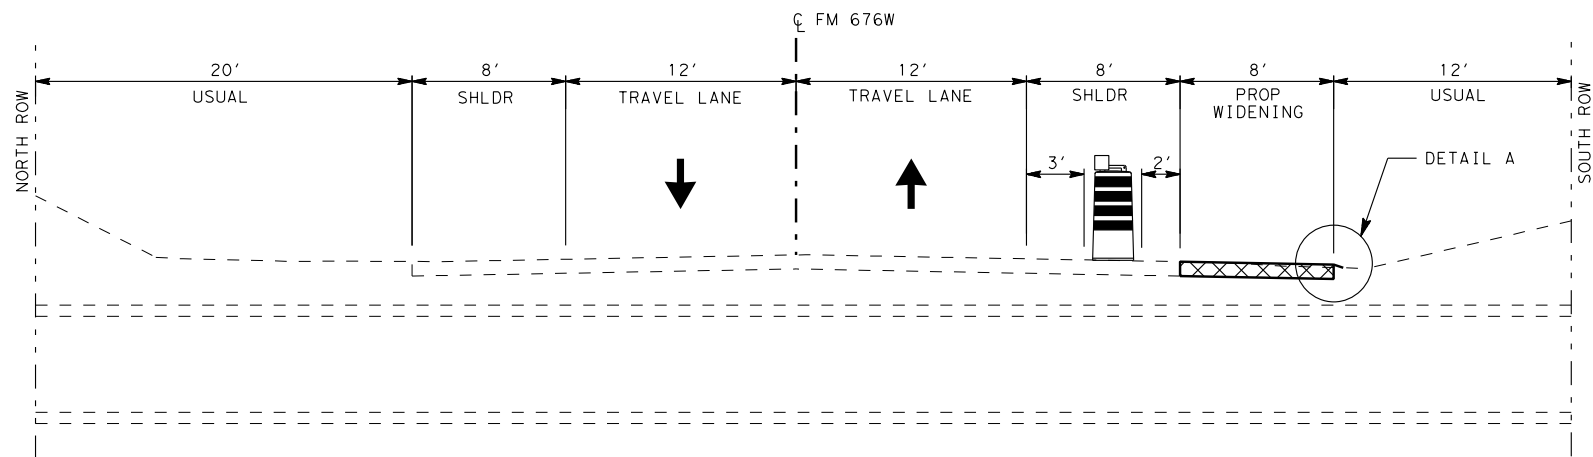 ℄ FM 676W
20' 8' 12' 12' 8' 8' 12'
USUAL SHLDR TRAVEL LANE TRAVEL LANE SHLDR PROP WIDENING USUAL
NORTH ROW
SOUTH ROW
3' 2'
DETAIL A